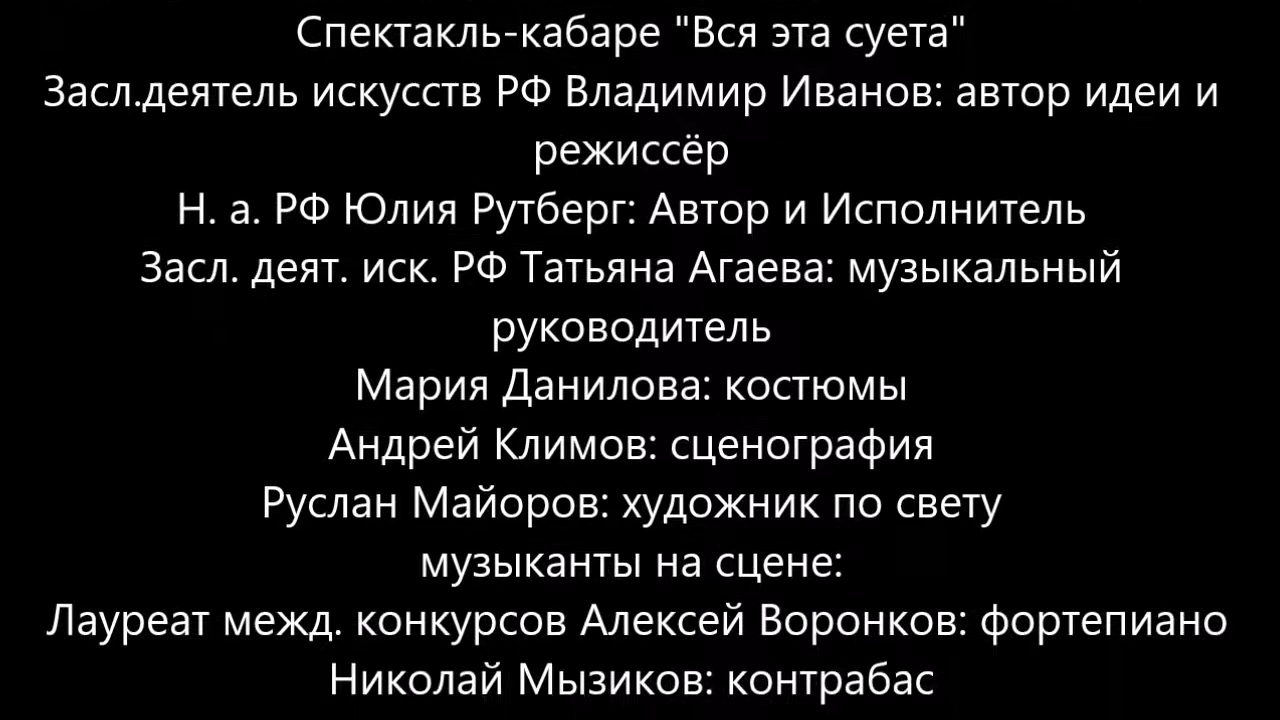 Спектакль-кабаре "Вся эта суета"
Засл.деятель искусств РФ Владимир Иванов: автор идеи и
режиссёр
Н. а. РФ Юлия Рутберг: Автор и Исполнитель
Засл. деят. иск. РФ Татьяна Агаева: музыкальный
руководитель
Мария Данилова: костюмы
Андрей Климов: сценография
Руслан Майоров: художник по свету
музыканты на сцене:
Лауреат межд. конкурсов Алексей Воронков: фортепиано
Николай Мызиков: контрабас